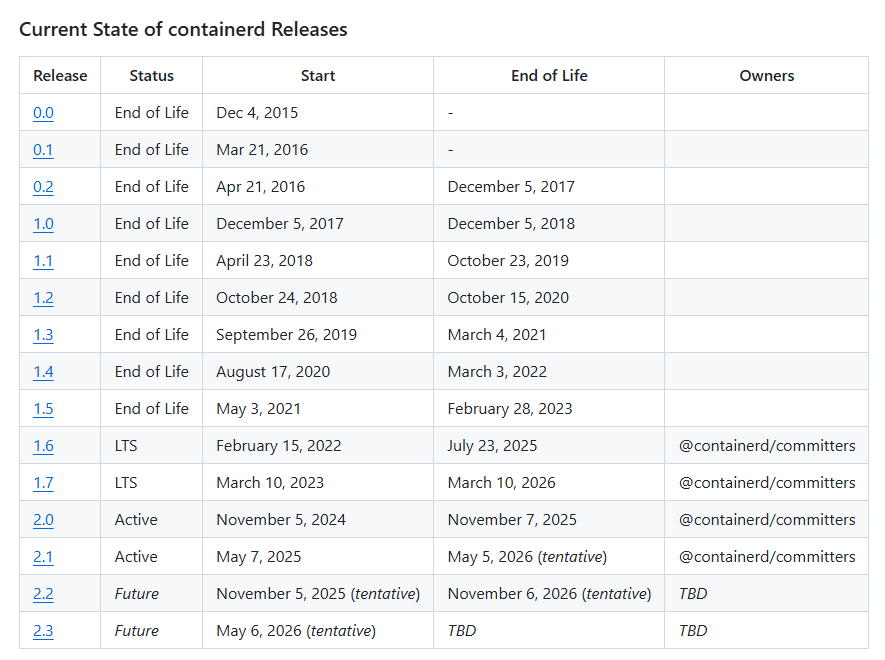 Current State of containerd Releases
Release Status Start End of Life Owners
0.0 End of Life Dec 4, 2015 -
0.1 End of Life Mar 21, 2016 -
0.2 End of Life Apr 21, 2016 December 5, 2017
1.0 End of Life December 5, 2017 December 5, 2018
1.1 End of Life April 23, 2018 October 23, 2019
1.2 End of Life October 24, 2018 October 15, 2020
1.3 End of Life September 26, 2019 March 4, 2021
1.4 End of Life August 17, 2020 March 3, 2022
1.5 End of Life May 3, 2021 February 28, 2023
1.6 LTS February 15, 2022 July 23, 2025 @containerd/committers
1.7 LTS March 10, 2023 March 10, 2026 @containerd/committers
2.0 Active November 5, 2024 November 7, 2025 @containerd/committers
2.1 Active May 7, 2025 May 5, 2026 (tentative) @containerd/committers
2.2 Future November 5, 2025 (tentative) November 6, 2026 (tentative) TBD
2.3 Future May 6, 2026 (tentative) TBD TBD